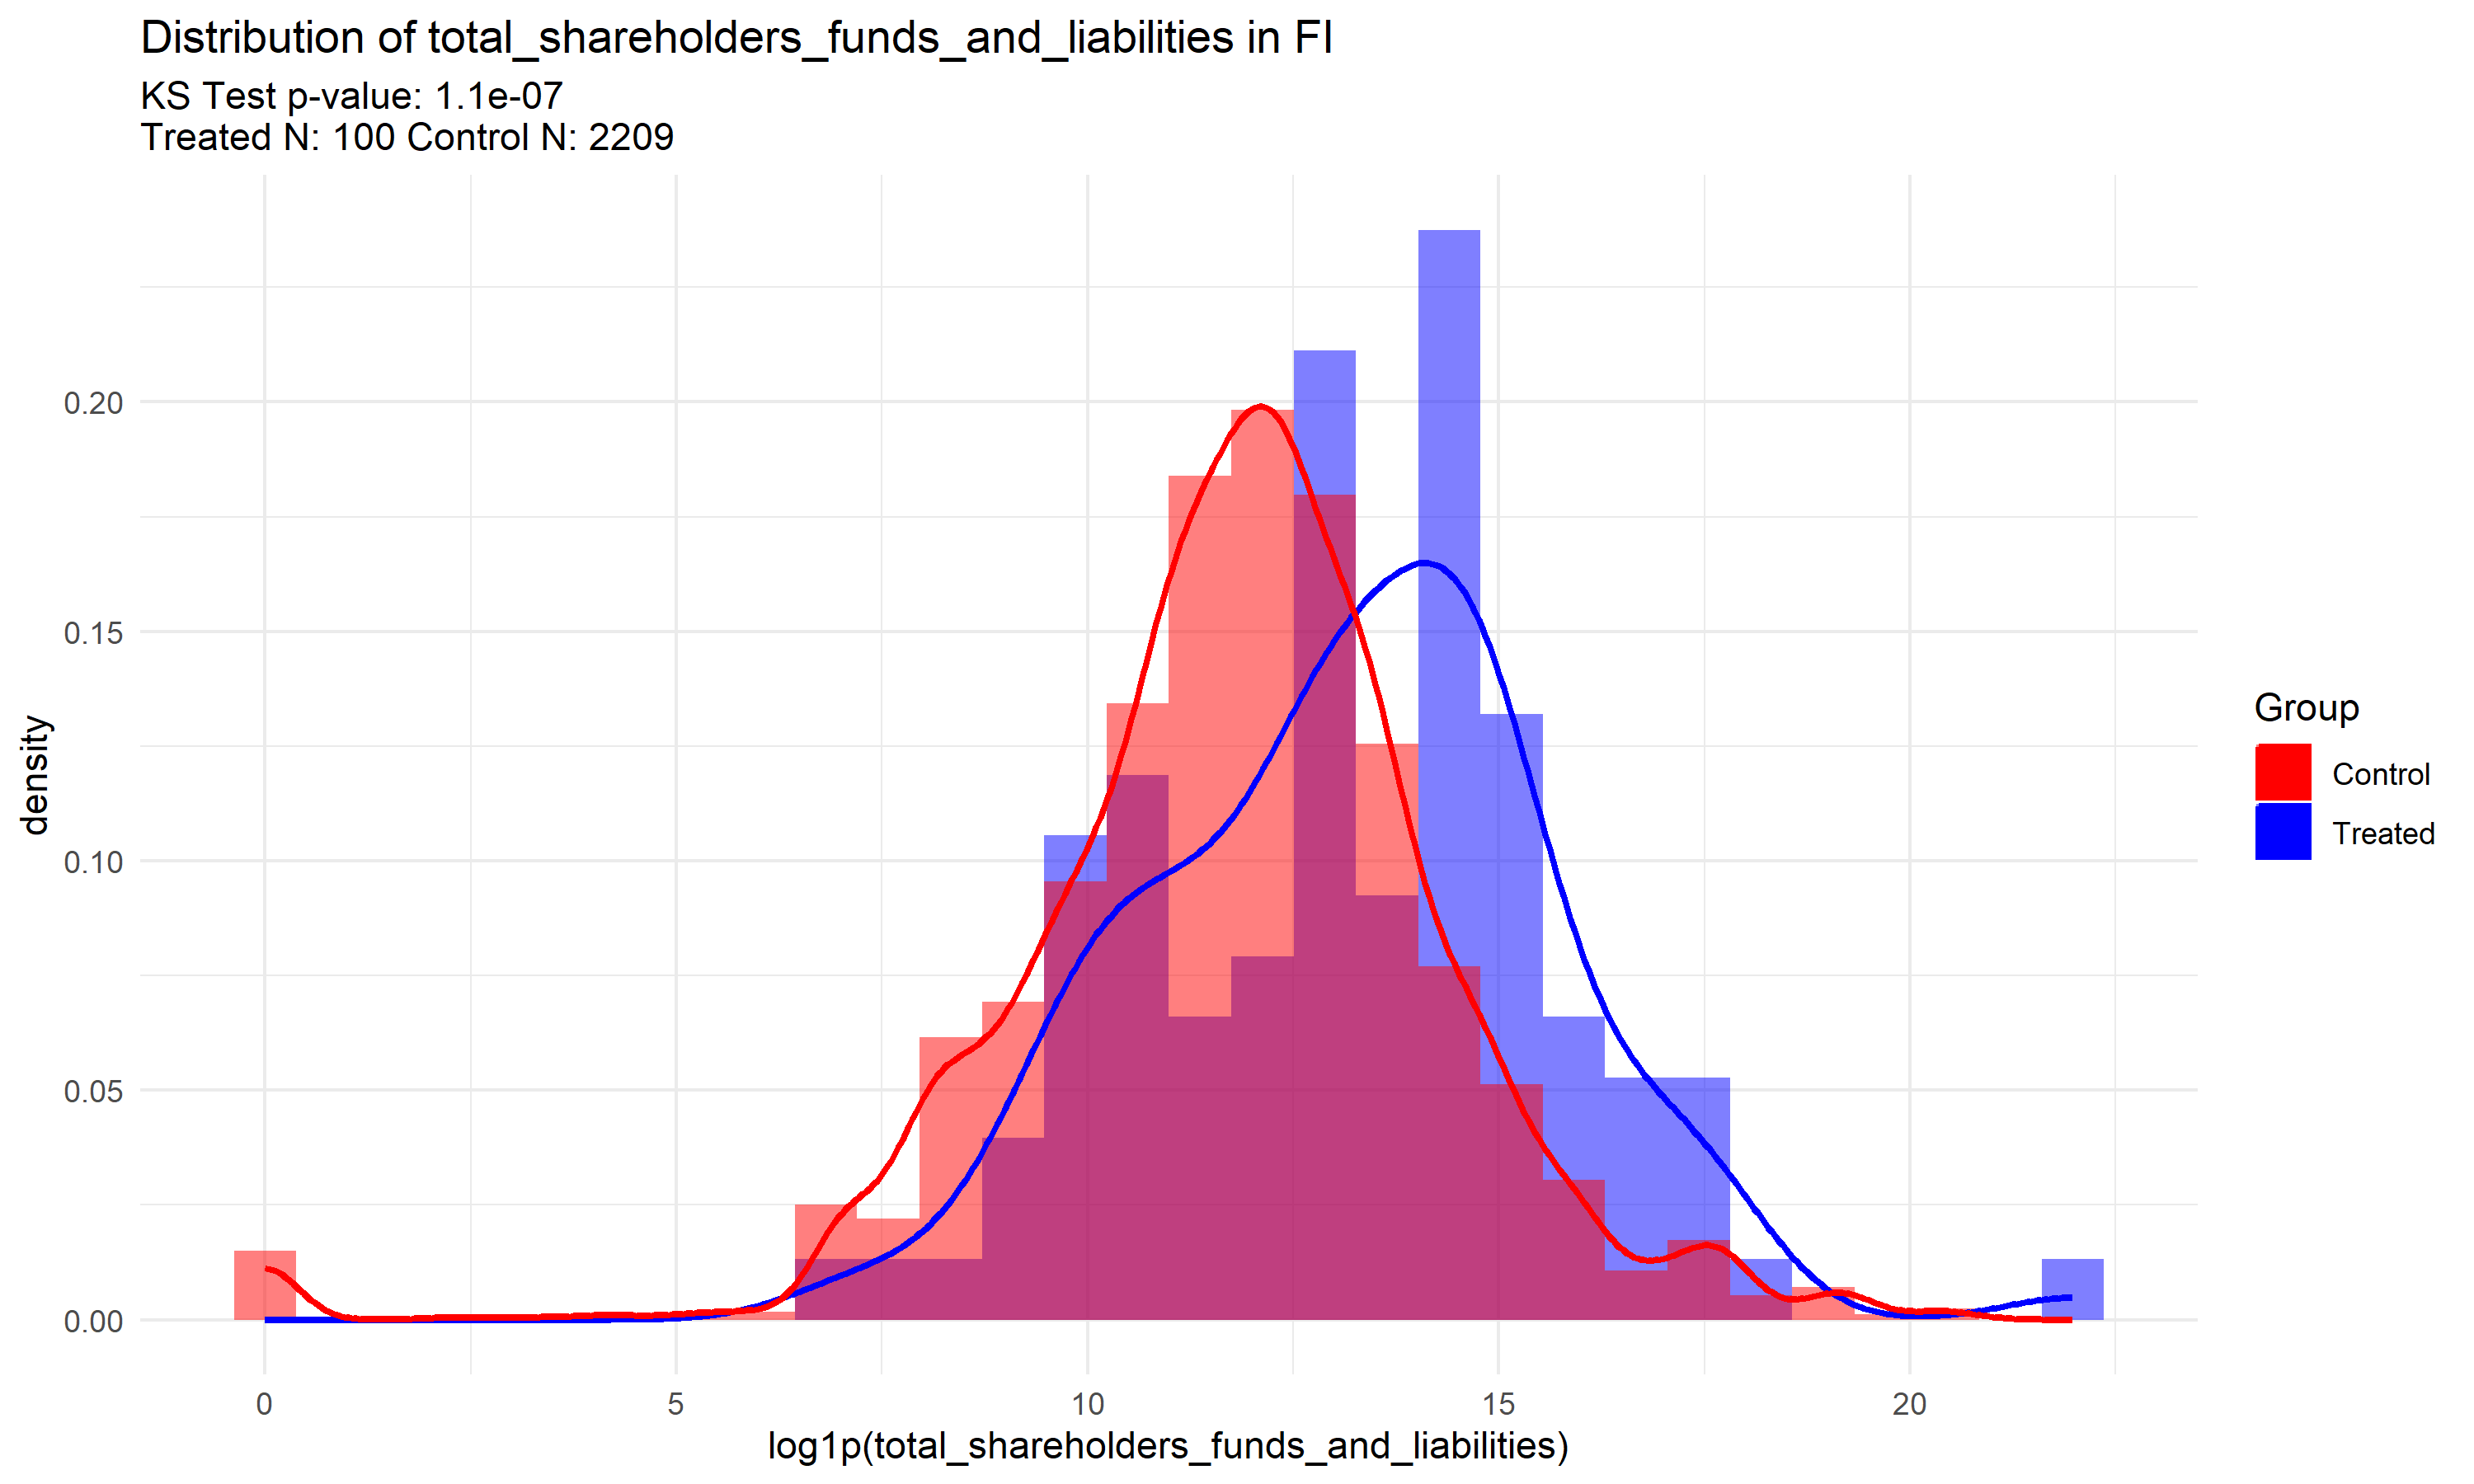 Distribution of total_shareholders_funds_and_liabilities in FI
KS Test p-value: 1.1e-07
Treated N: 100 Control N: 2209
density
0.20
0.15
0.10
0.05
0.00
0 5 10 15 20
log1p(total_shareholders_funds_and_liabilities)
Group
Control
Treated